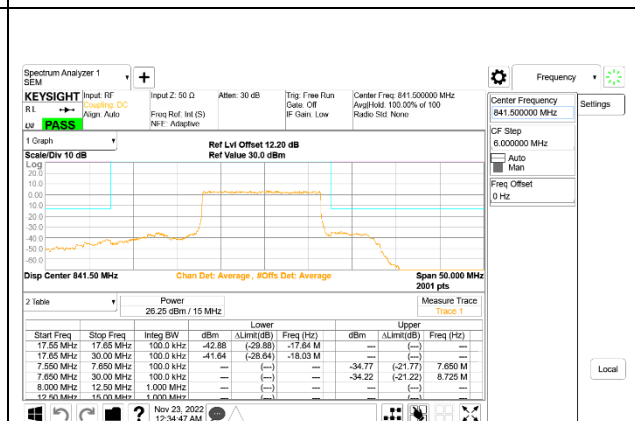 Spectrum Analyzer 1
SEM
Frequency
KEYSIGHT Input: RF Input Z: 50 Ω Atten: 30 dB Trig: Free Run Center Freq: 841.500000 MHz
Coupling: DC Gate: Off Avg|Hold: 100.00% of 100
RL Align: Auto Freq Ref: Int (S) IF Gain: Low Radio Std: None
PASS NFE: Adaptive
Center Frequency
841.500000 MHz
Settings
CF Step
6.000000 MHz
Auto
Man
Freq Offset
0 Hz
1 Graph
Ref Lvl Offset 12.20 dB
Scale/Div 10 dB Ref Value 30.0 dBm
Log
20.0
10.0
0.00
-10.0
-20.0
-30.0
-40.0
-50.0
-60.0
Disp Center 841.50 MHz Chan Det: Average , #Offs Det: Average Span 50.000 MHz
2001 pts
2 Table Power Measure Trace
26.25 dBm / 15 MHz Trace 1
Lower Upper
Start Freq Stop Freq Integ BW dBm ΔLimit(dB) Freq (Hz) dBm ΔLimit(dB) Freq (Hz)
17.55 MHz 17.65 MHz 100.0 kHz -42.88 (-29.88) -17.64 M --- (---) ---
17.65 MHz 30.00 MHz 100.0 kHz -41.64 (-28.64) -18.03 M --- (---) ---
7.550 MHz 7.650 MHz 100.0 kHz --- (---) --- -34.77 (-21.77) 7.650 M
7.650 MHz 30.00 MHz 100.0 kHz --- (---) --- -34.22 (-21.22) 8.725 M
8.000 MHz 12.50 MHz 1.000 MHz --- (---) --- --- (---) ---
12.50 MHz 15.00 MHz 1.000 MHz --- (---) --- --- (---) ---
Local
? Nov 23, 2022
12:34:47 AM